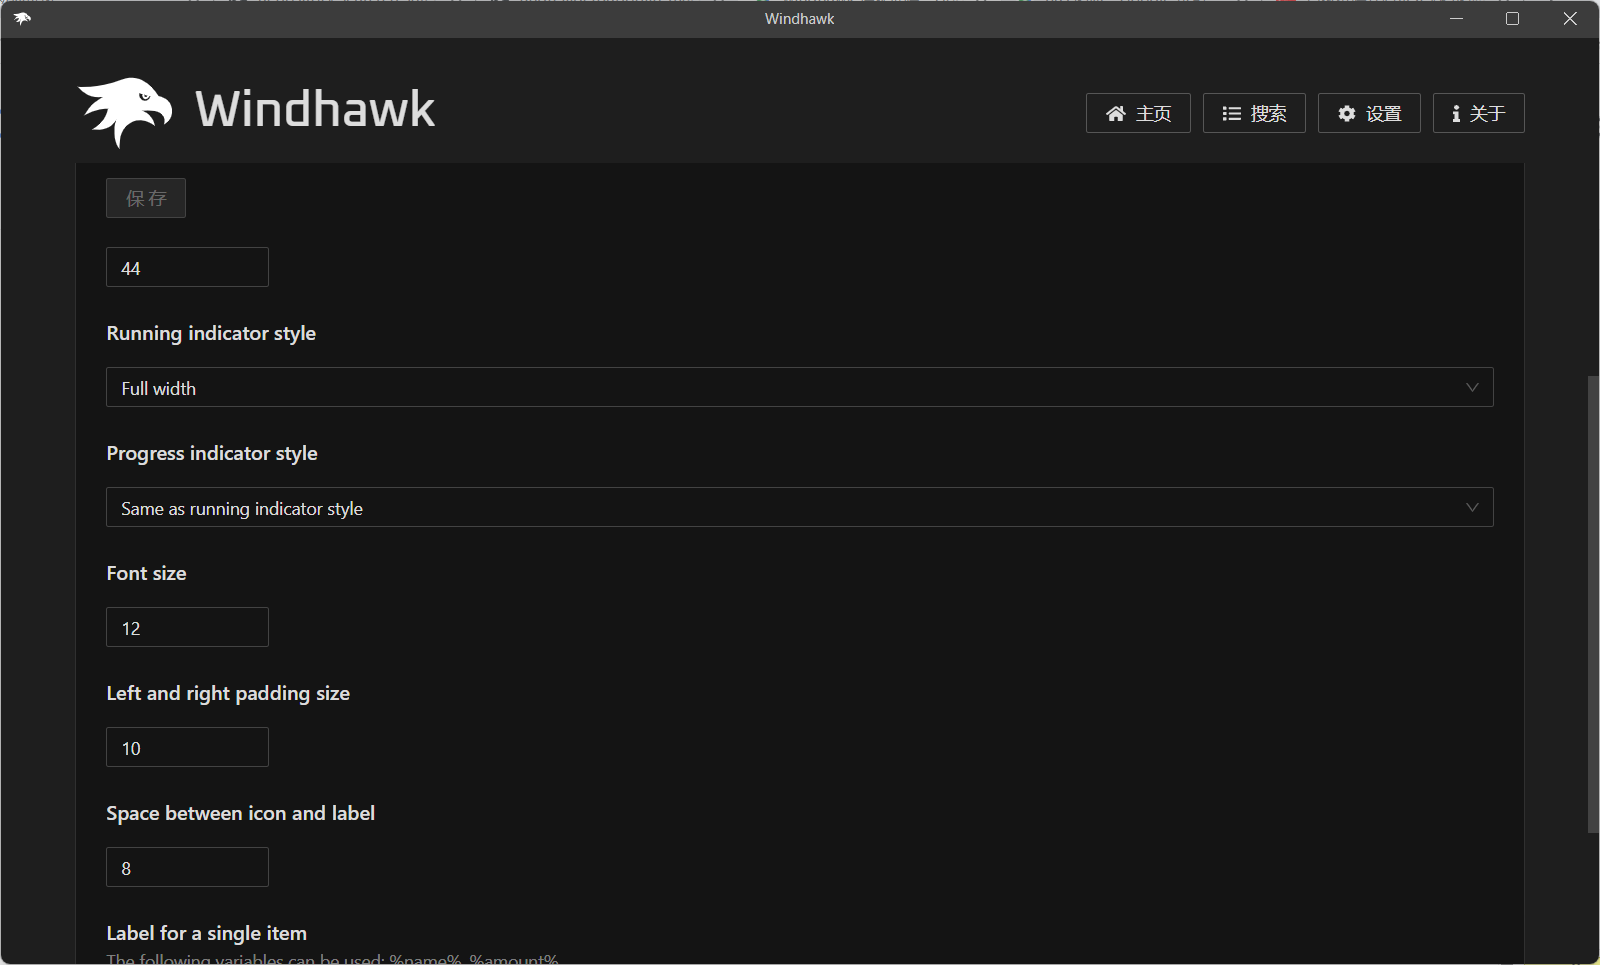 Windhawk
Windhawk
主页
搜索
设置
关于
保存
44
Running indicator style
Full width
Progress indicator style
Same as running indicator style
Font size
12
Left and right padding size
10
Space between icon and label
8
Label for a single item
The following variables can be used: %name%, %amount%